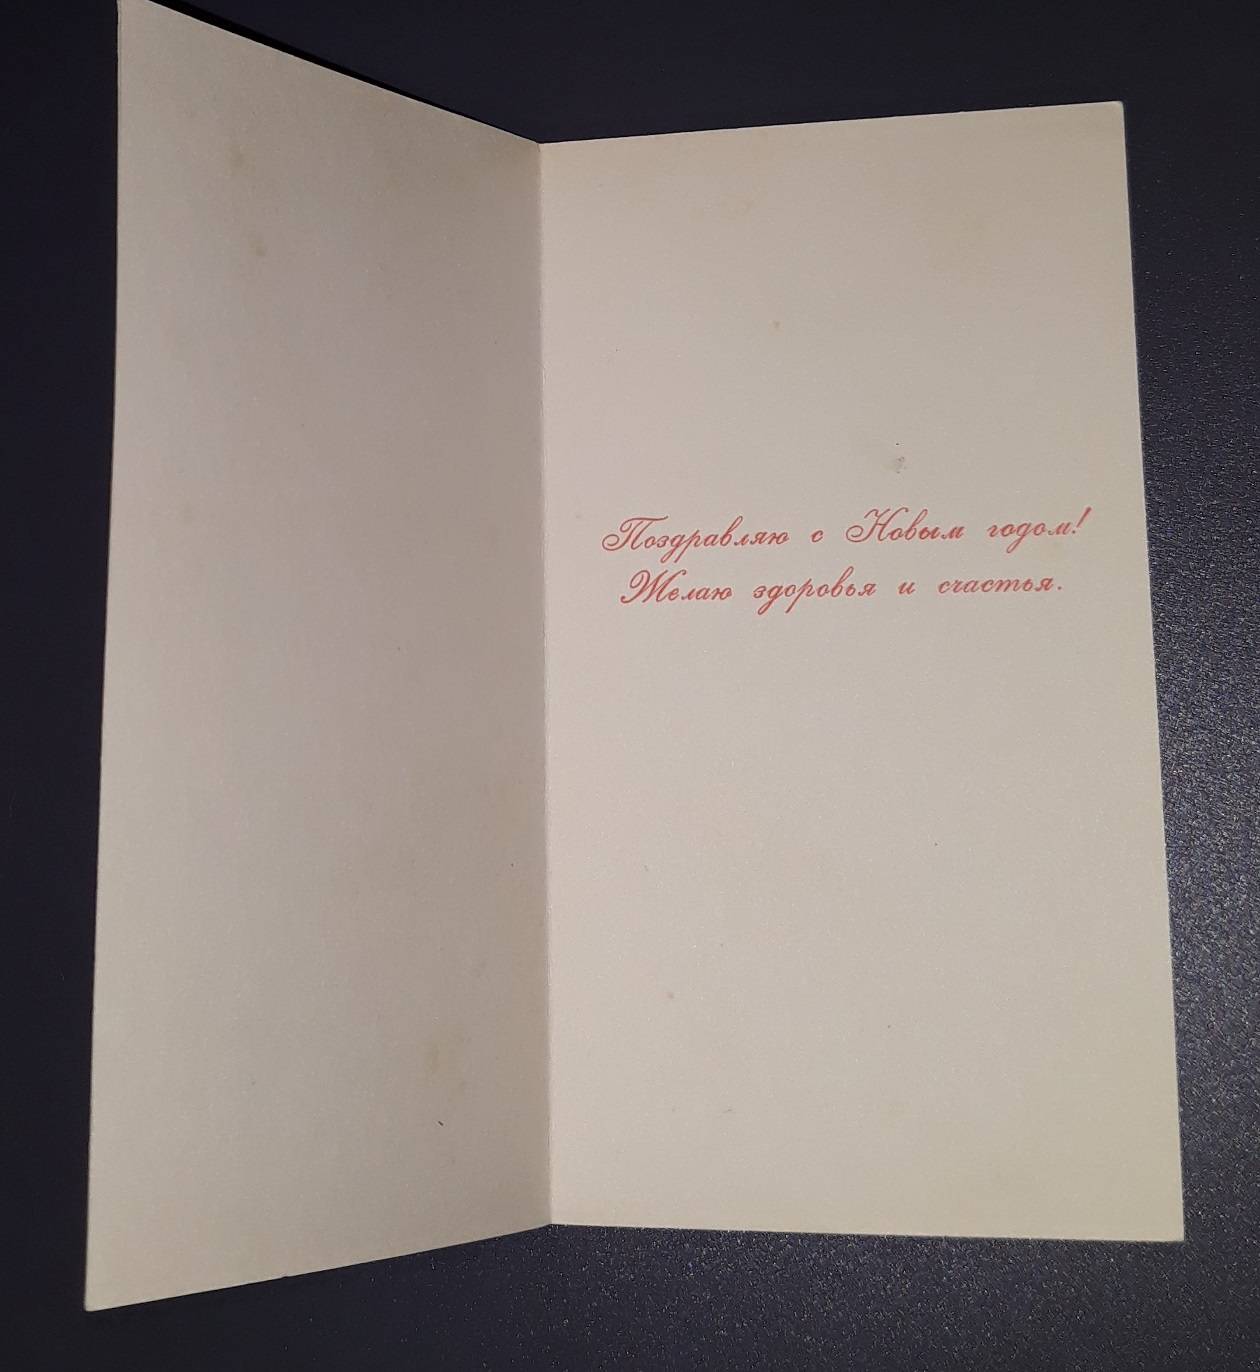 Поздравляю с Новым годом!
Желаю здоровья и счастья.